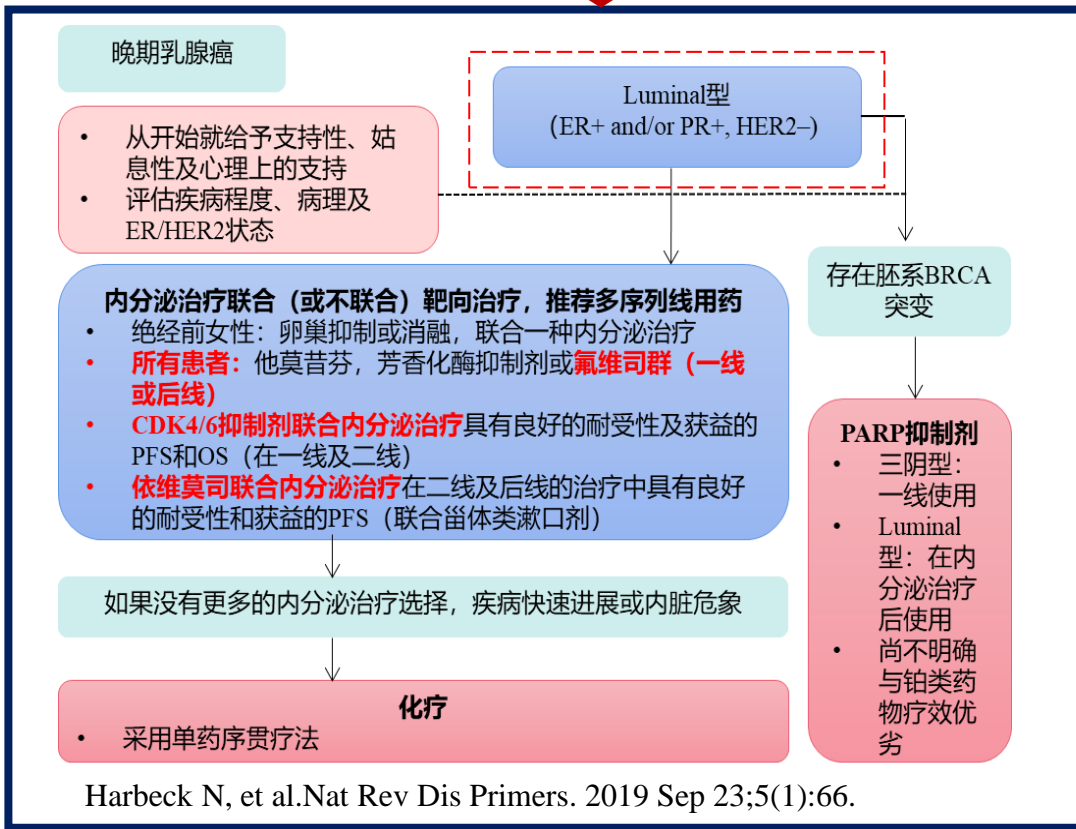 晚期乳腺癌
Luminal型
（ER+ and/or PR+, HER2–）
• 从开始就给予支持性、姑
息性及心理上的支持
• 评估疾病程度、病理及
ER/HER2状态
存在胚系BRCA
突变
内分泌治疗联合（或不联合）靶向治疗，推荐多序列线用药
• 绝经前女性：卵巢抑制或消融，联合一种内分泌治疗
• 所有患者：他莫昔芬，芳香化酶抑制剂或氟维司群（一线
或后线）
• CDK4/6抑制剂联合内分泌治疗具有良好的耐受性及获益的
PFS和OS（在一线及二线）
• 依维莫司联合内分泌治疗在二线及后线的治疗中具有良好
的耐受性和获益的PFS（联合甾体类漱口剂）
PARP抑制剂
• 三阴型：
一线使用
• Luminal
型：在内
分泌治疗
后使用
• 尚不明确
与铂类药
物疗效优
劣
如果没有更多的内分泌治疗选择，疾病快速进展或内脏危象
化疗
• 采用单药序贯疗法
Harbeck N, et al.Nat Rev Dis Primers. 2019 Sep 23;5(1):66.